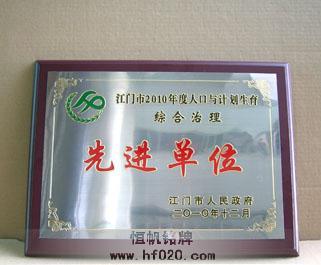 江门市2010年度人口与计划生育
综合治理
先进单位
江门市人民政府
二〇一〇年十二月
恒帆铭牌
www.hf020.com